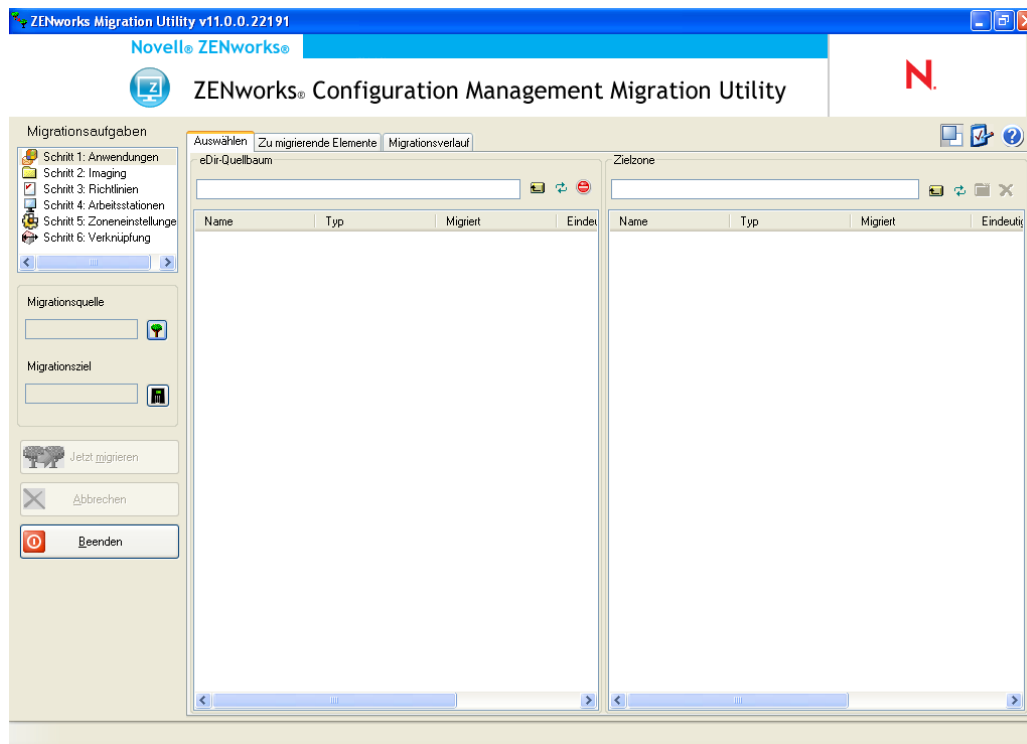 ZENworks Migration Utility v11.0.0.22191
Novell® ZENworks®
ZENworks® Configuration Management Migration Utility
N.
Migrationsaufgaben
Schritt 1: Anwendungen
Schritt 2: Imaging
Schritt 3: Richtlinien
Schritt 4: Arbeitsstationen
Schritt 5: Zoneneinstellunge
Schritt 6: Verknüpfung
Migrationsquelle
Migrationsziel
Jetzt migrieren
Abbrechen
Beenden
Auswählen Zu migrierende Elemente Migrationsverlauf
eDir-Quellbaum
Name Typ Migriert Eindeu
Zielzone
Name Typ Migriert Eindeutig